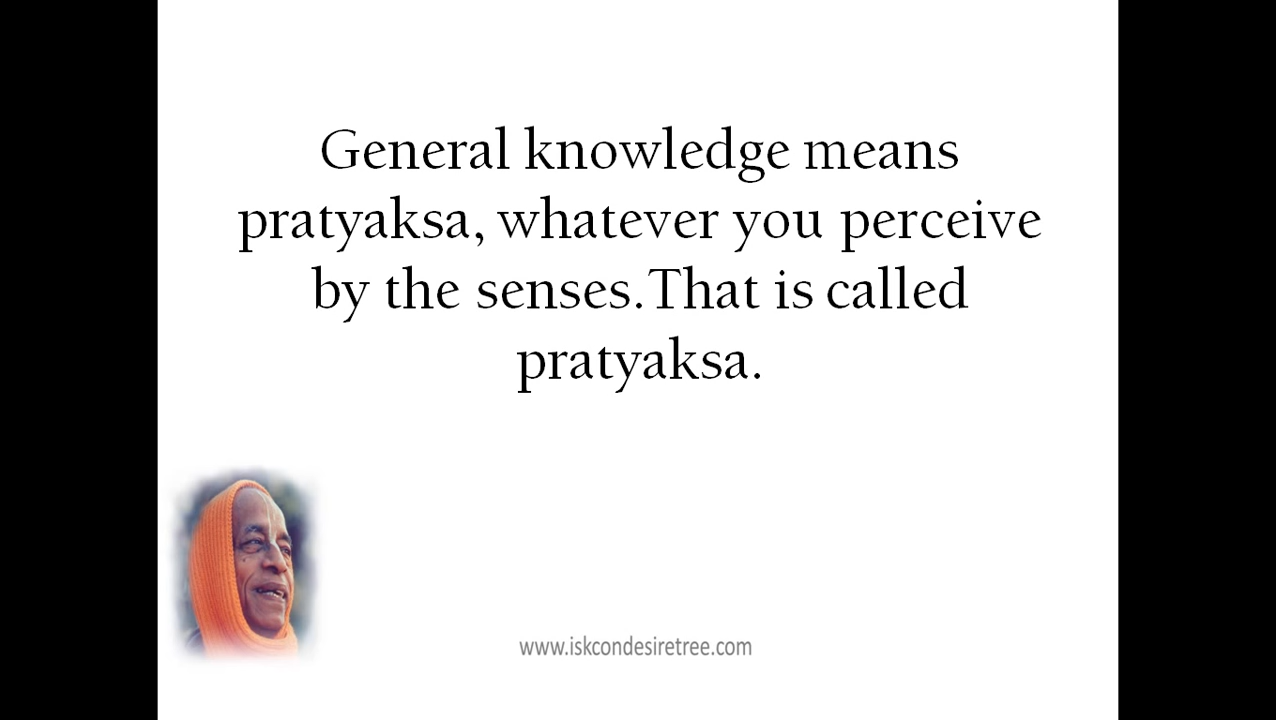 General knowledge means
pratyaksa, whatever you perceive
by the senses.That is called
pratyaksa.
www.iskcondesiretree.com